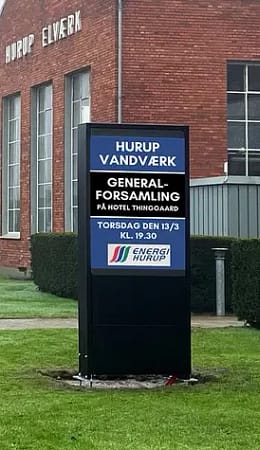 HURUP ELVÆRK
HURUP
VANDVÆRK
GENERAL-
FORSAMLING
PÅ HOTEL THINGGAARD
TORSDAG DEN 13/3
KL. 19.30
ENERGI
HURUP